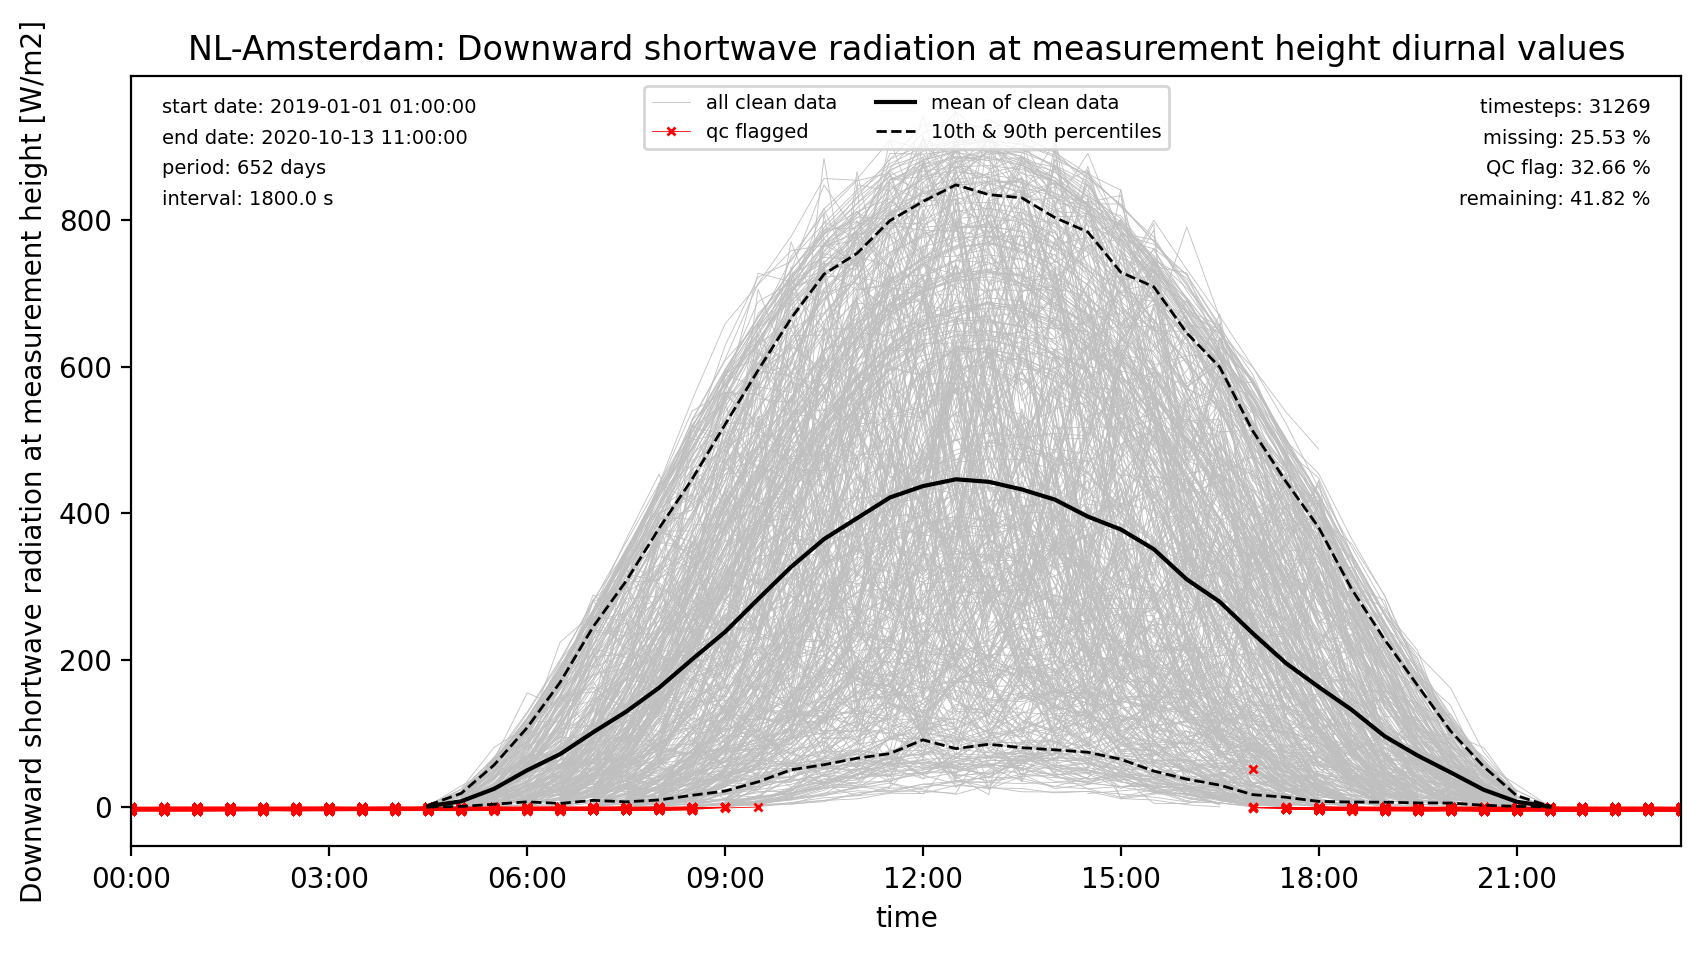 NL-Amsterdam: Downward shortwave radiation at measurement height diurnal values
Downward shortwave radiation at measurement height [W/m2]
start date: 2019-01-01 01:00:00
end date: 2020-10-13 11:00:00
period: 652 days
interval: 1800.0 s
all clean data
qc flagged
mean of clean data
10th & 90th percentiles
timesteps: 31269
missing: 25.53 %
QC flag: 32.66 %
remaining: 41.82 %
800
600
400
200
0
00:00 03:00 06:00 09:00 12:00 15:00 18:00 21:00
time